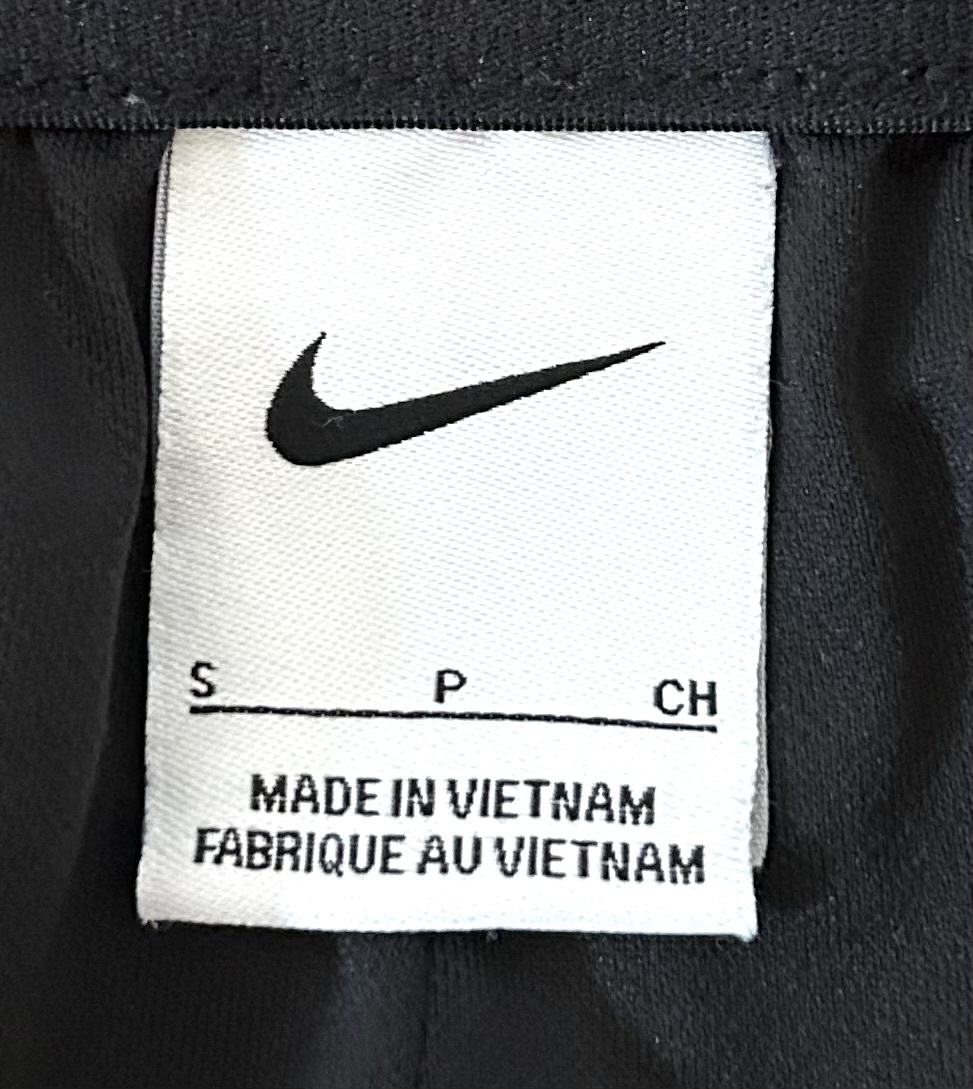 S P CH
MADE IN VIETNAM
FABRIQUE AU VIETNAM